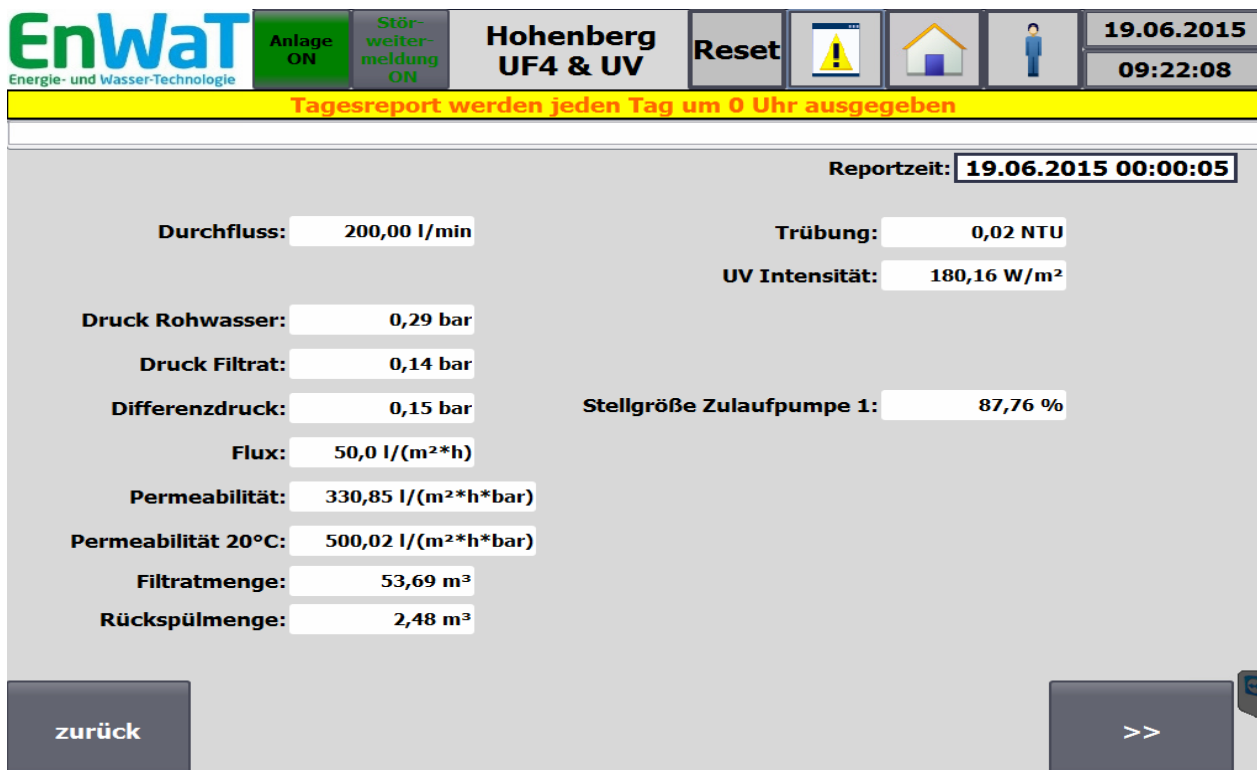 EnWaT
Energie- und Wasser-Technologie
Anlage
ON
Stör-
weiter-
meldung
ON
Hohenberg
UF4 & UV
Reset
19.06.2015
09:22:08
Tagesreport werden jeden Tag um 0 Uhr ausgegeben
Reportzeit: 19.06.2015 00:00:05
Durchfluss: 200,00 l/min
Trübung: 0,02 NTU
UV Intensität: 180,16 W/m²
Druck Rohwasser: 0,29 bar
Druck Filtrat: 0,14 bar
Differenzdruck: 0,15 bar
Stellgröße Zulaufpumpe 1: 87,76 %
Flux: 50,0 l/(m²*h)
Permeabilität: 330,85 l/(m²*h*bar)
Permeabilität 20°C: 500,02 l/(m²*h*bar)
Filtratmenge: 53,69 m³
Rückspülmenge: 2,48 m³
zurück
>>